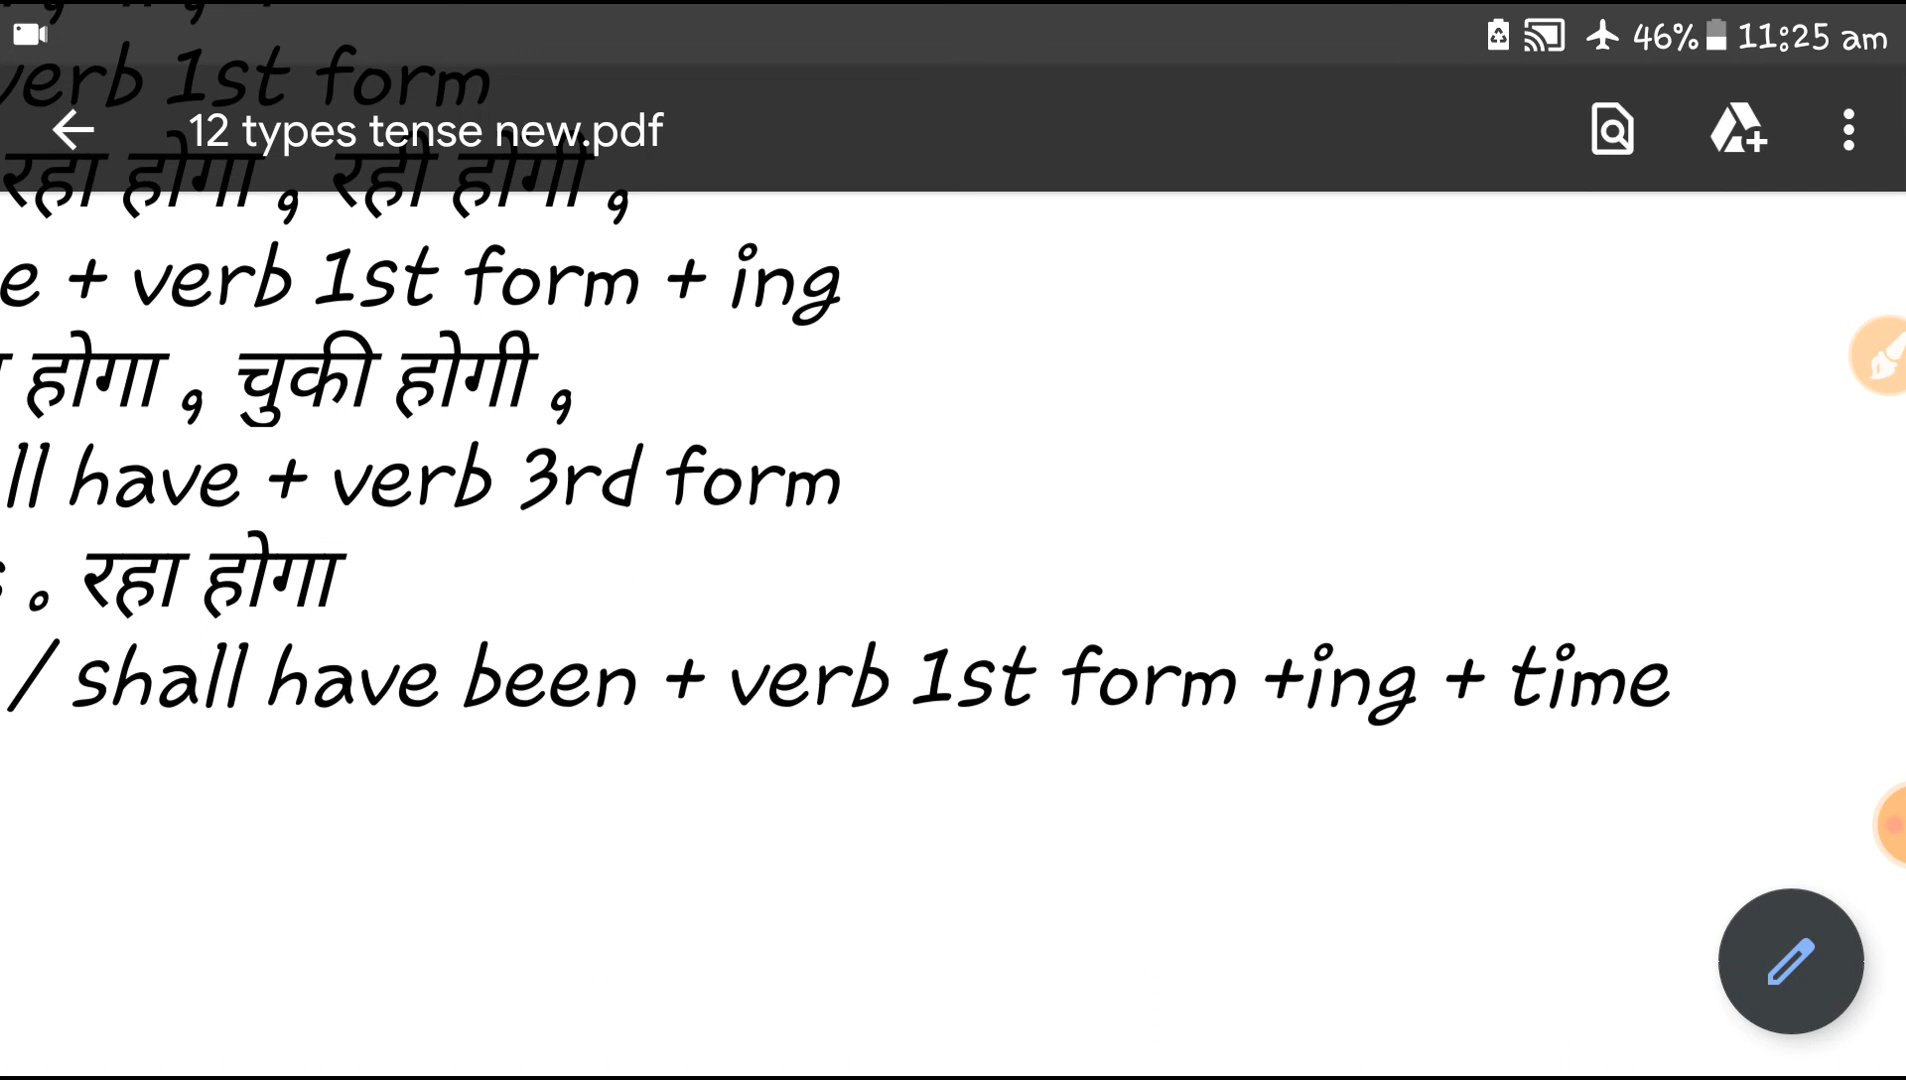 46% 11:25 am
verb 1st form
12 types tense new.pdf
रहा होगा , रही होगी ,
e + verb 1st form + ing
होगा , चुकी होगी ,
ll have + verb 3rd form
. रहा होगा
/ shall have been + verb 1st form +ing + time